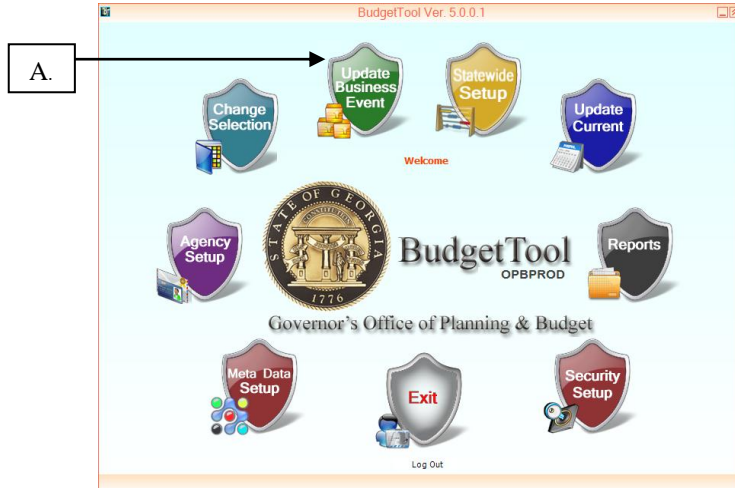 BudgetTool Ver. 5.0.0.1
A.
Update
Business
Event
Statewide
Setup
Change
Selection
Update
Current
Welcome
STATE OF GEORGIA
CONSTITUTION
1776
Agency
Setup
BudgetTool
OPBPROD
Reports
Governor's Office of Planning & Budget
Meta Data
Setup
Exit
Security
Setup
Log Out